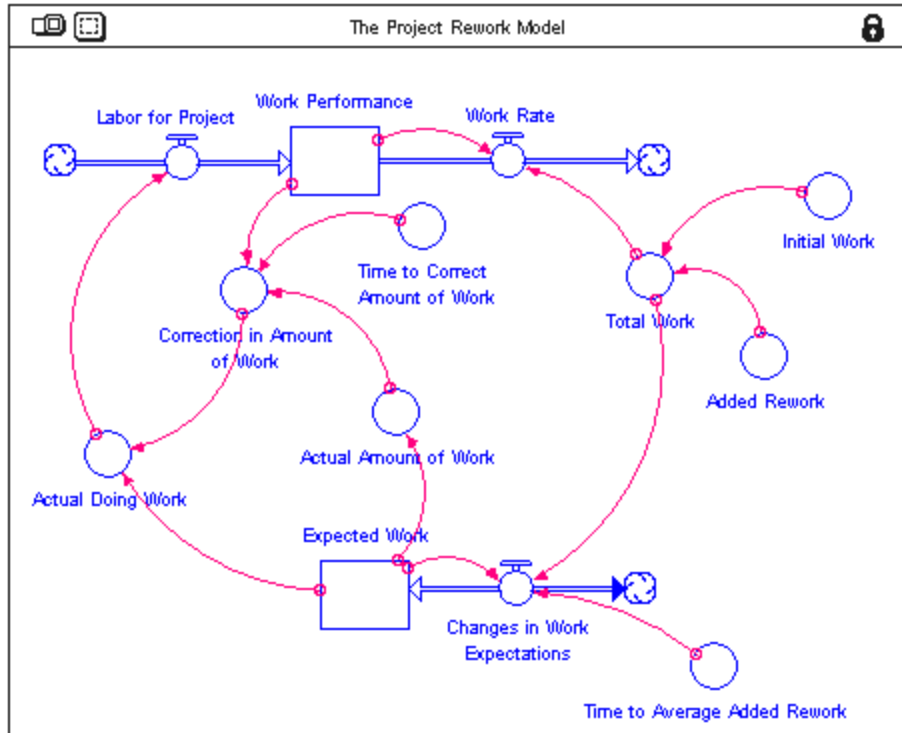 The Project Rework Model
Work Performance
Labor for Project
Work Rate
Initial Work
Time to Correct
Amount of Work
Total Work
Correction in Amount
of Work
Added Rework
Actual Amount of Work
Actual Doing Work
Expected Work
Changes in Work
Expectations
Time to Average Added Rework